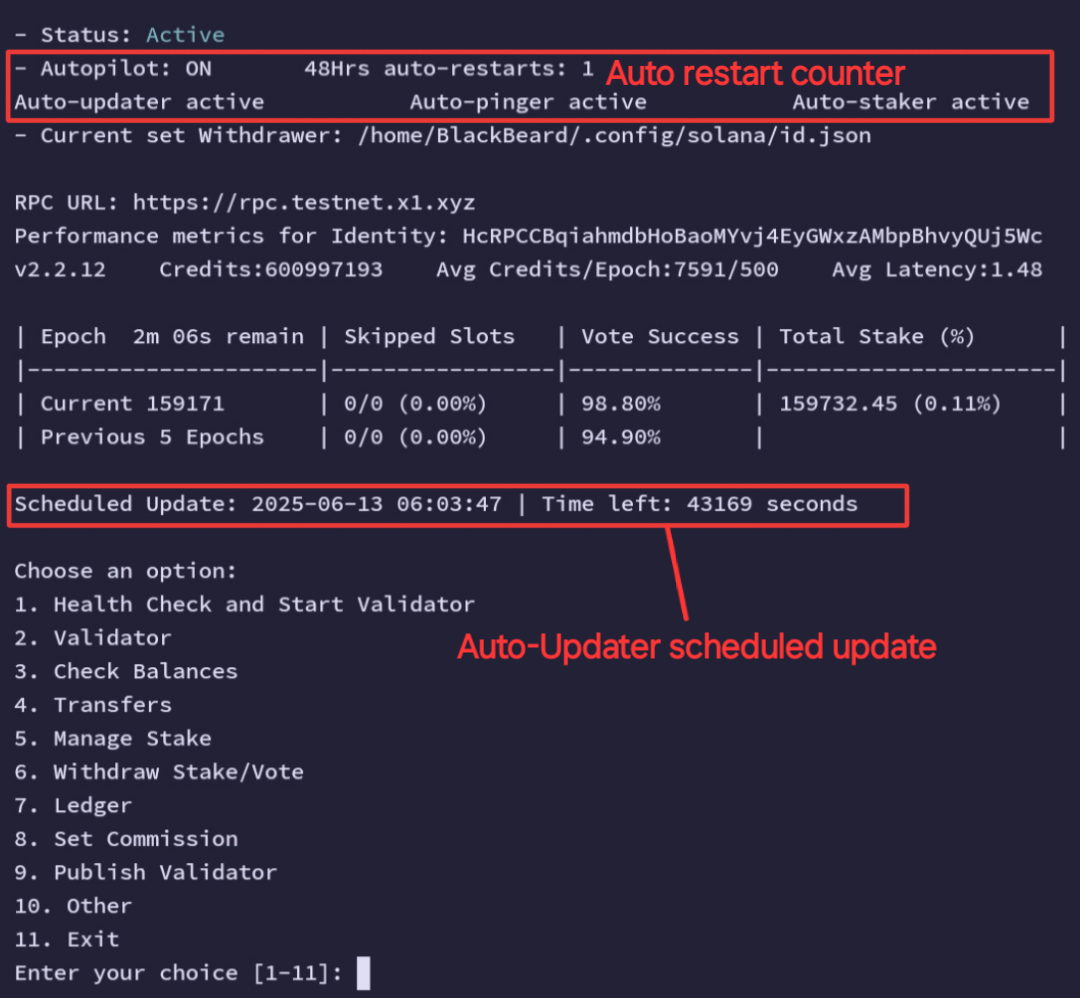 - Status: Active
- Autopilot: ON 48Hrs auto-restarts: 1 Auto restart counter
Auto-updater active Auto-pinger active Auto-staker active
- Current set Withdrawer: /home/BlackBeard/.config/solana/id.json
RPC URL: https://rpc.testnet.x1.xyz
Performance metrics for Identity: HcRPCCBqiahmdbHoBaoMYvj4EyGWxzAMbpBhvyQUj5Wc
v2.2.12 Credits:600997193 Avg Credits/Epoch:7591/500 Avg Latency:1.48
| Epoch 2m 06s remain | Skipped Slots | Vote Success | Total Stake (%) |
|----------------------|-----------------|--------------|----------------------|
| Current 159171 | 0/0 (0.00%) | 98.80% | 159732.45 (0.11%) |
| Previous 5 Epochs | 0/0 (0.00%) | 94.90% | |
Scheduled Update: 2025-06-13 06:03:47 | Time left: 43169 seconds
Choose an option:
1. Health Check and Start Validator
2. Validator
Auto-Updater scheduled update
3. Check Balances
4. Transfers
5. Manage Stake
6. Withdraw Stake/Vote
7. Ledger
8. Set Commission
9. Publish Validator
10. Other
11. Exit
Enter your choice [1-11]: